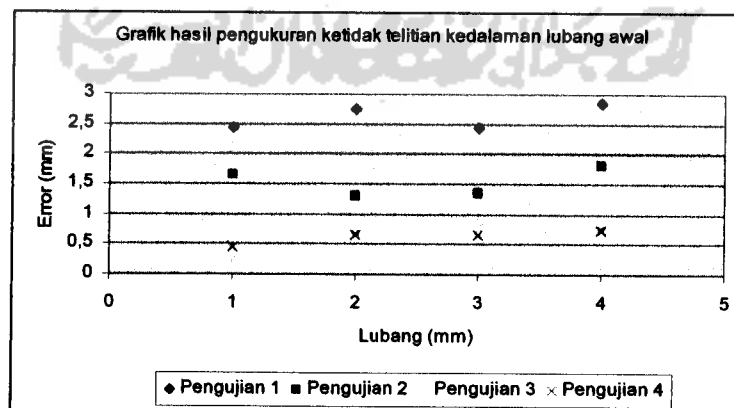 Grafik hasil pengukuran ketidak telitian kedalaman lubang awal
3
2,5
2
1,5
1
0,5
0
Error (mm)
0 1 2 3 4 5
Lubang (mm)
Pengujian 1 Pengujian 2 Pengujian 3 Pengujian 4